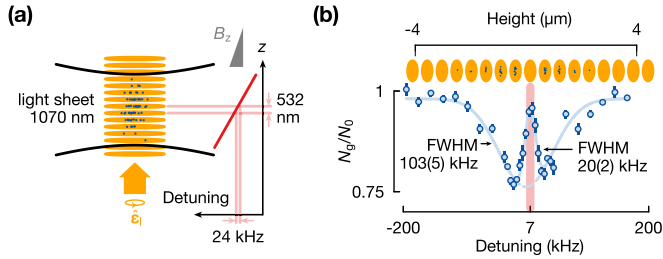 (a)
B_z
z
light sheet
1070 nm
532
nm
Detuning
24 kHz
ε̂_l
(b)
Height (μm)
-4
4
1
N_g/N_0
0.75
FWHM
103(5) kHz
FWHM
20(2) kHz
-200
7
200
Detuning (kHz)